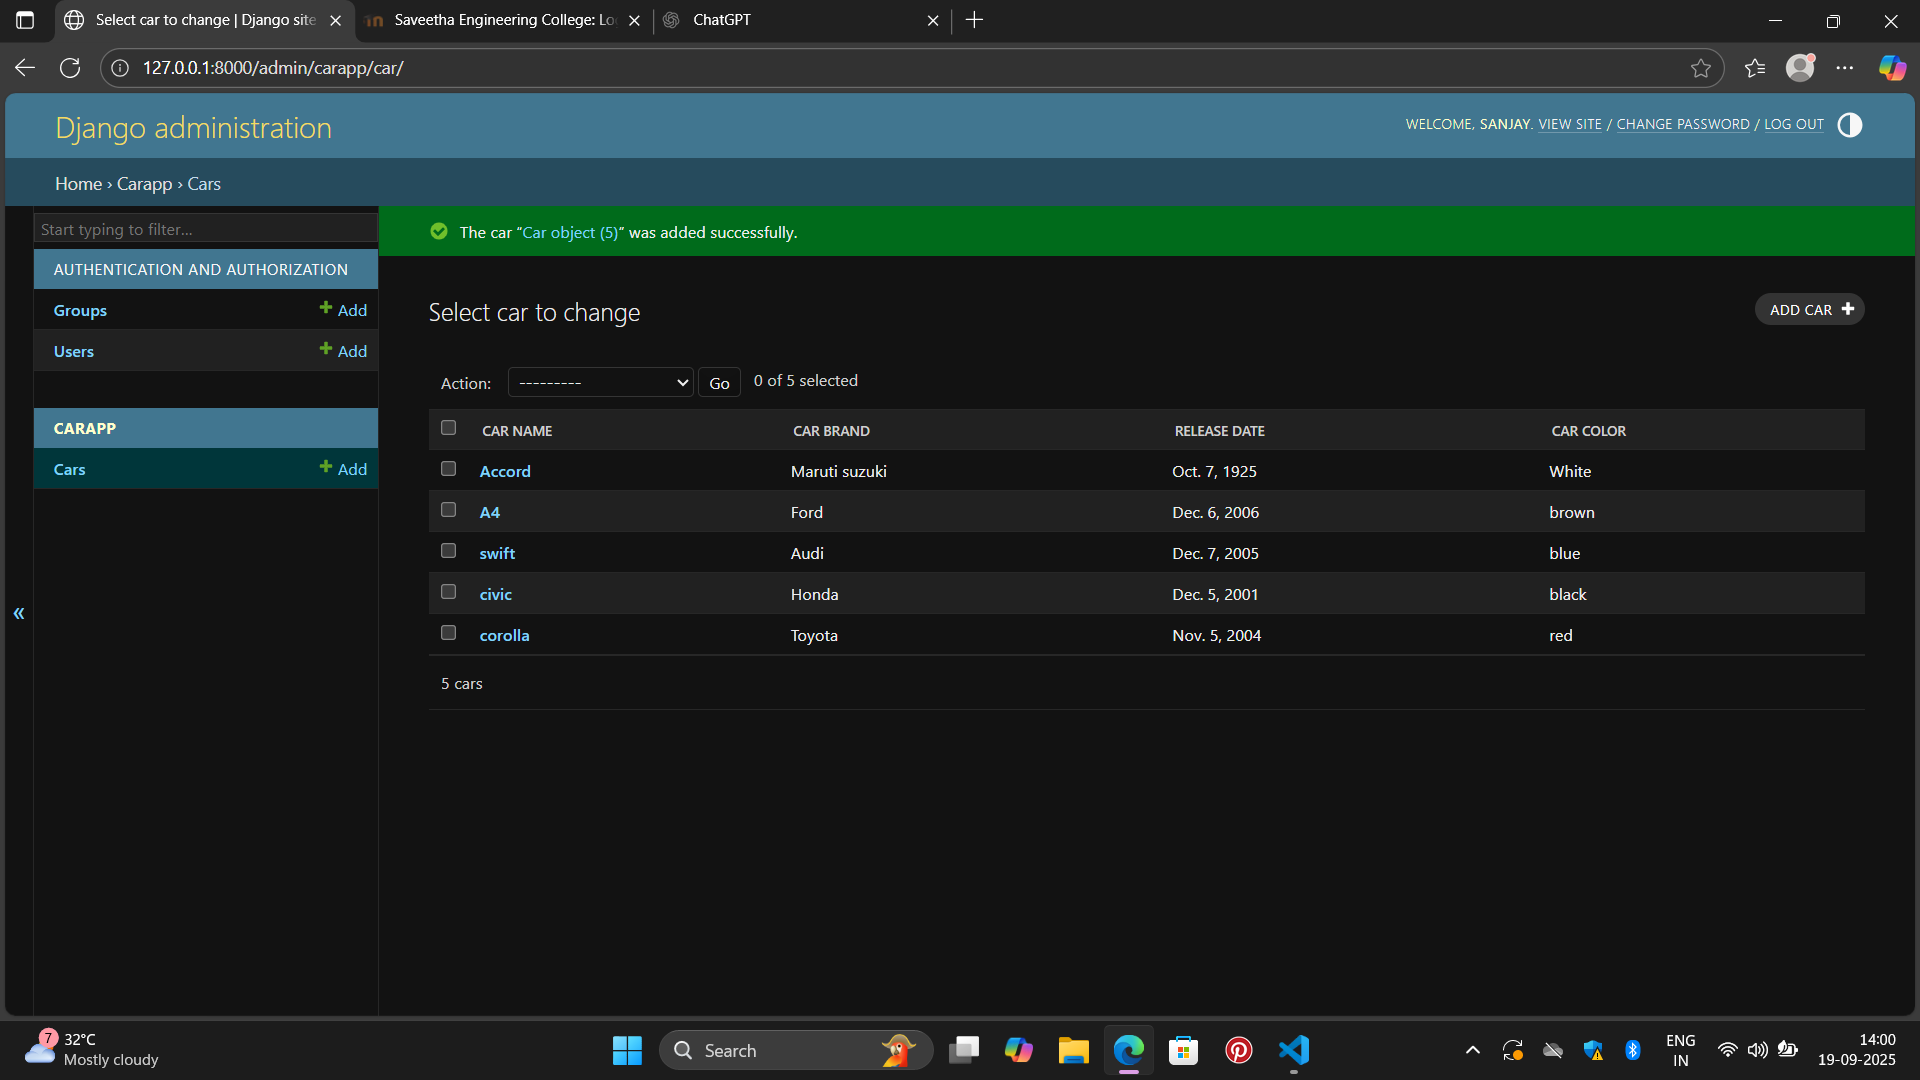 Select car to change | Django site
Saveetha Engineering College: Lo
ChatGPT
127.0.0.1:8000/admin/carapp/car/
Django administration
WELCOME, SANJAY. VIEW SITE / CHANGE PASSWORD / LOG OUT
Home › Carapp › Cars
Start typing to filter...
The car “Car object (5)” was added successfully.
AUTHENTICATION AND AUTHORIZATION
Groups + Add
Users + Add
CARAPP
Cars + Add
«
Select car to change
ADD CAR +
Action: --------- Go 0 of 5 selected
CAR NAME CAR BRAND RELEASE DATE CAR COLOR
Accord Maruti suzuki Oct. 7, 1925 White
A4 Ford Dec. 6, 2006 brown
swift Audi Dec. 7, 2005 blue
civic Honda Dec. 5, 2001 black
corolla Toyota Nov. 5, 2004 red
5 cars
7
32°C
Mostly cloudy
Search
ENG
IN
14:00
19-09-2025